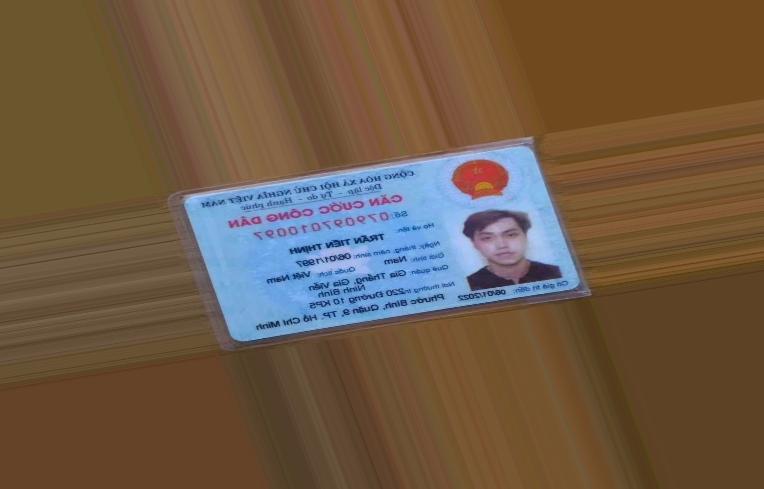 CỘNG HÒA XÃ HỘI CHỦ NGHĨA VIỆT NAM
Độc lập - Tự do - Hạnh phúc
CĂN CƯỚC CÔNG DÂN
Số: 079097010097
Họ và tên:
TRẦN TIẾN THỊNH
Ngày, tháng, năm sinh: 06/01/1997
Giới tính: Nam Quốc tịch: Việt Nam
Quê quán: Gia Thắng, Gia Viễn
Ninh Bình
Nơi thường trú: 220 Đường 10 KP5
Phước Bình, Quận 9, TP. Hồ Chí Minh
Có giá trị đến: 06/01/2022